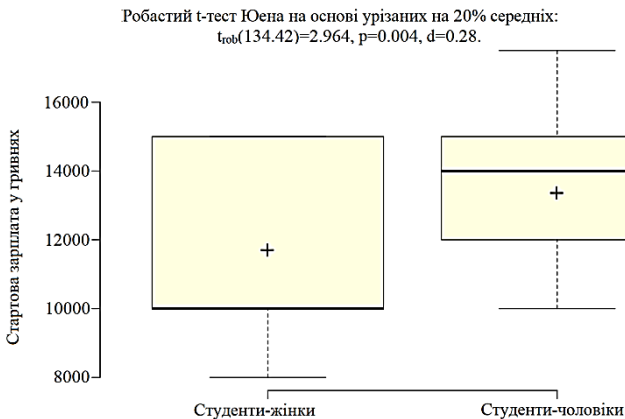 Робастий t-тест Юена на основі урізаних на 20% середніх:
t_rob(134.42)=2.964, p=0.004, d=0.28.
Стартова зарплата у гривнях
16000
14000
12000
10000
8000
Студенти-жінки
Студенти-чоловіки